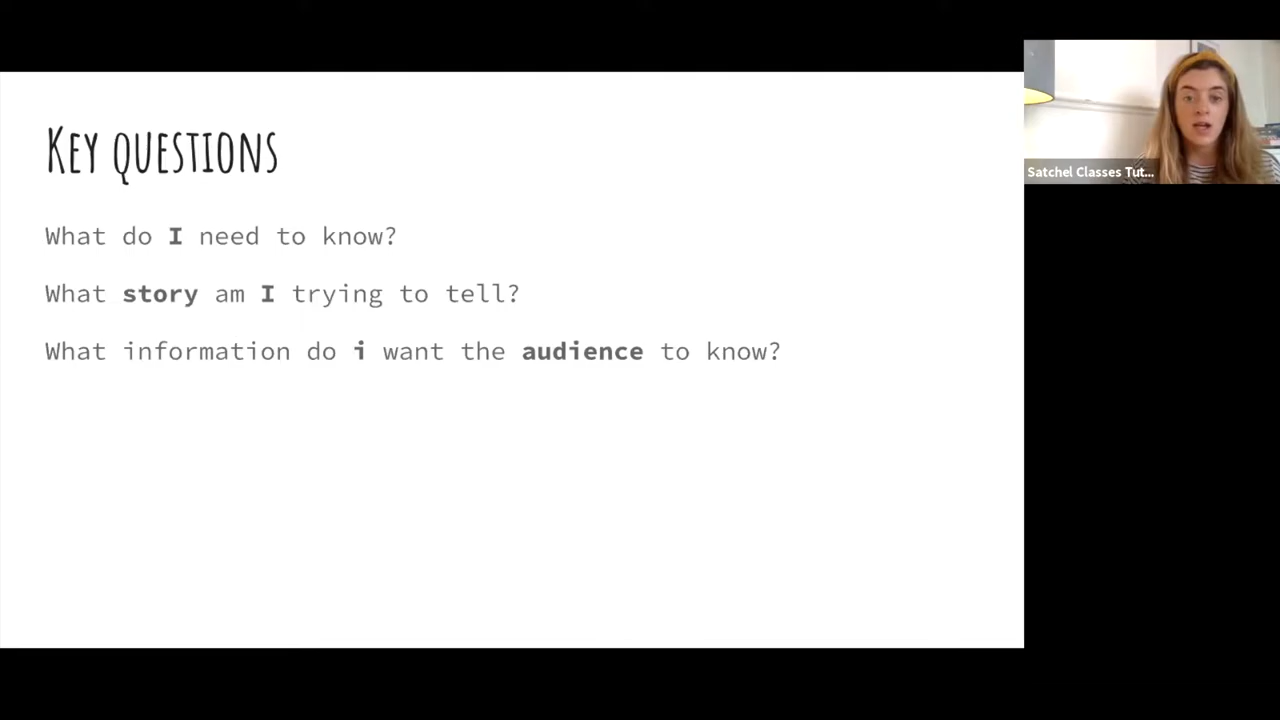 Key questions
What do I need to know?
What story am I trying to tell?
What information do i want the audience to know?
Satchel Classes Tut...